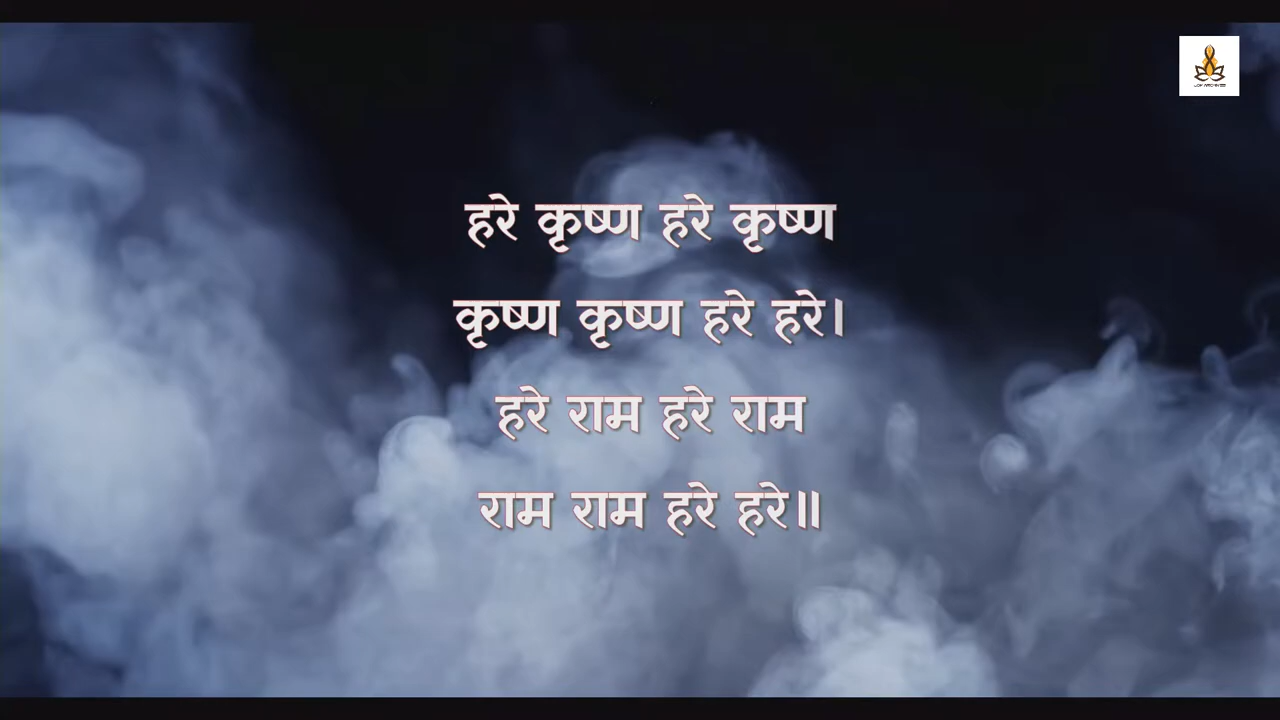 हरे कृष्ण हरे कृष्ण
कृष्ण कृष्ण हरे हरे।
हरे राम हरे राम
राम राम हरे हरे॥